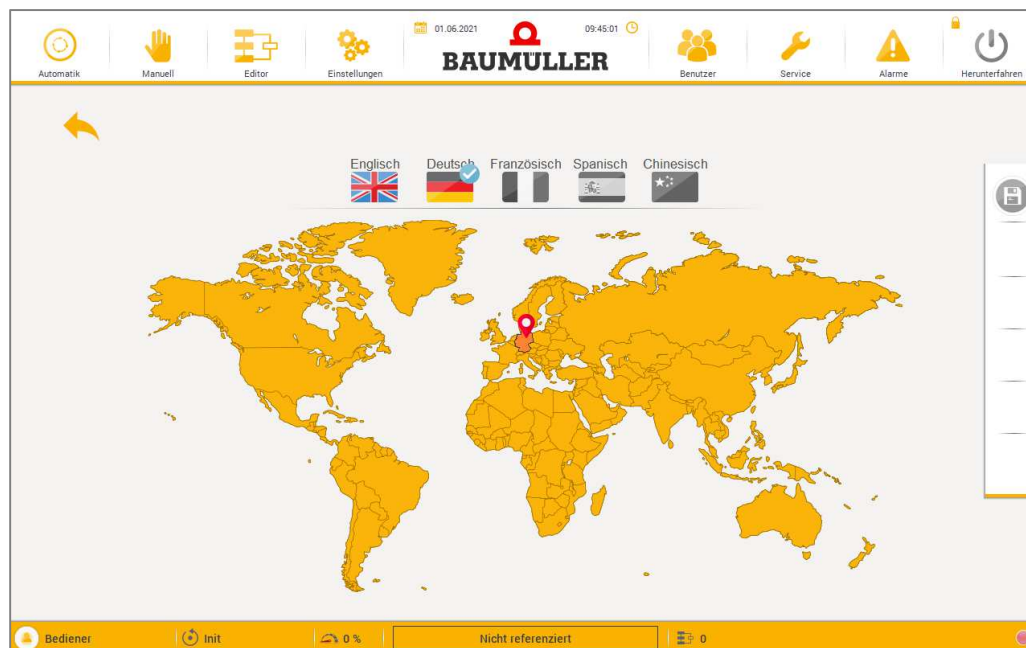 01.06.2021 09:45:01
BAUMÜLLER
Automatik Manuell Editor Einstellungen Benutzer Service Alarme Herunterfahren
Englisch Deutsch Französisch Spanisch Chinesisch
Bediener Init 0 % Nicht referenziert 0